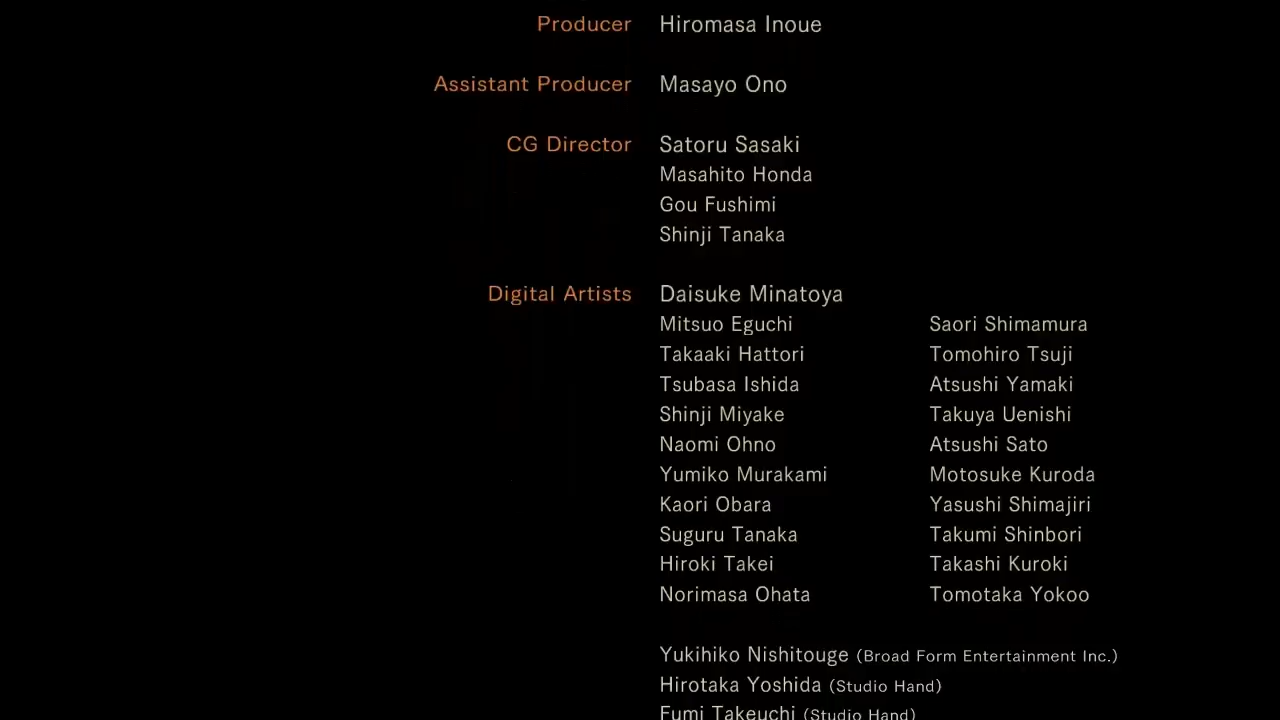 Producer Hiromasa Inoue
Assistant Producer Masayo Ono
CG Director Satoru Sasaki
Masahito Honda
Gou Fushimi
Shinji Tanaka
Digital Artists Daisuke Minatoya
Mitsuo Eguchi Saori Shimamura
Takaaki Hattori Tomohiro Tsuji
Tsubasa Ishida Atsushi Yamaki
Shinji Miyake Takuya Uenishi
Naomi Ohno Atsushi Sato
Yumiko Murakami Motosuke Kuroda
Kaori Obara Yasushi Shimajiri
Suguru Tanaka Takumi Shinbori
Hiroki Takei Takashi Kuroki
Norimasa Ohata Tomotaka Yokoo
Yukihiko Nishitouge (Broad Form Entertainment Inc.)
Hirotaka Yoshida (Studio Hand)
Fumi Takeuchi (Studio Hand)